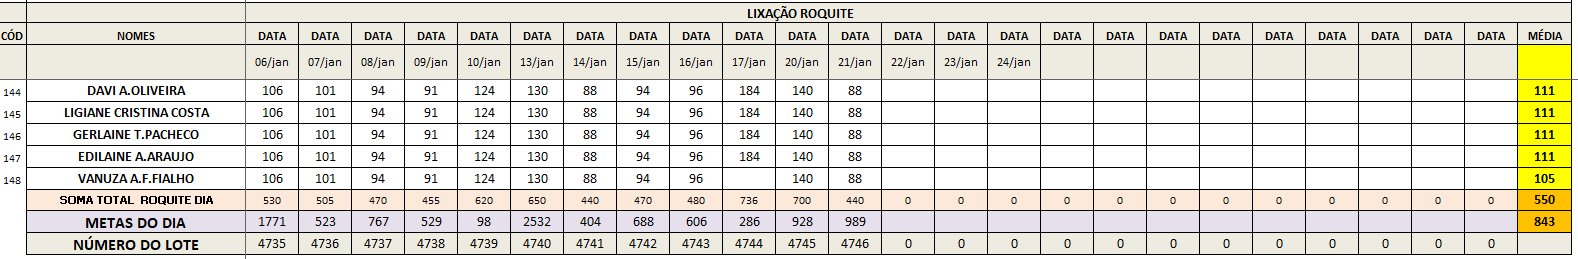 LIXAÇÃO ROQUITE
CÓD NOMES DATA DATA DATA DATA DATA DATA DATA DATA DATA DATA DATA DATA DATA DATA DATA DATA DATA DATA DATA DATA DATA DATA DATA DATA MÉDIA
06/jan 07/jan 08/jan 09/jan 10/jan 13/jan 14/jan 15/jan 16/jan 17/jan 20/jan 21/jan 22/jan 23/jan 24/jan
144 DAVI A.OLIVEIRA 106 101 94 91 124 130 88 94 96 184 140 88 111
145 LIGIANE CRISTINA COSTA 106 101 94 91 124 130 88 94 96 184 140 88 111
146 GERLAINE T.PACHECO 106 101 94 91 124 130 88 94 96 184 140 88 111
147 EDILAINE A.ARAUJO 106 101 94 91 124 130 88 94 96 184 140 88 111
148 VANUZA A.F.FIALHO 106 101 94 91 124 130 88 94 96 140 88 105
SOMA TOTAL ROQUITE DIA 530 505 470 455 620 650 440 470 480 736 700 440 0 0 0 0 0 0 0 0 0 0 0 0 550
METAS DO DIA 1771 523 767 529 98 2532 404 688 606 286 928 989 843
NÚMERO DO LOTE 4735 4736 4737 4738 4739 4740 4741 4742 4743 4744 4745 4746 0 0 0 0 0 0 0 0 0 0 0 0